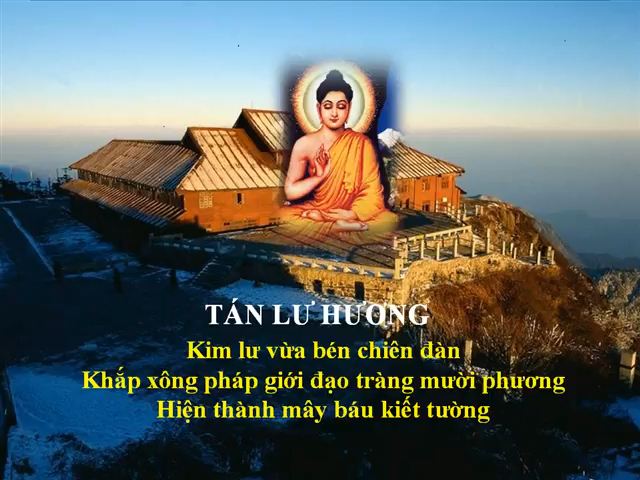 TÁN LƯ HƯƠNG
Kim lư vừa bén chiên đàn
Khắp xông pháp giới đạo tràng mười phương
Hiện thành mây báu kiết tường